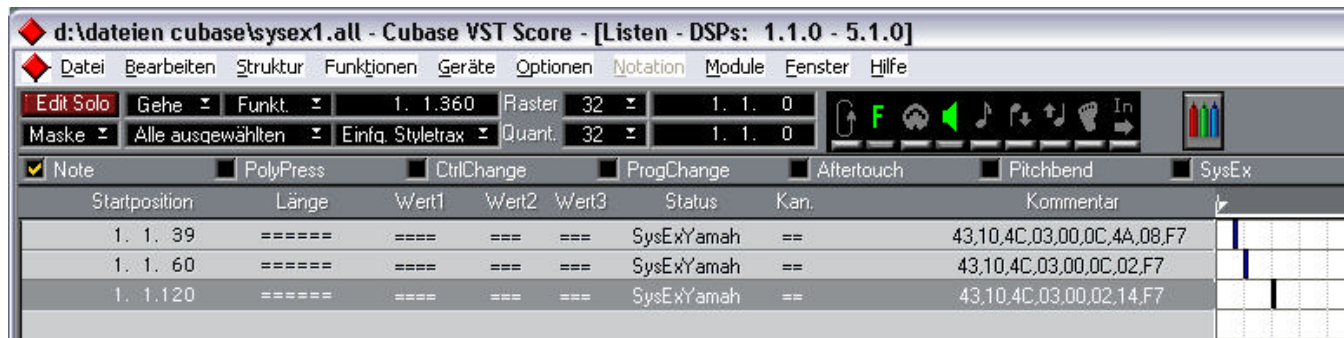 d:\dateien cubase\sysex1.all - Cubase VST Score - [Listen - DSPs: 1.1.0 - 5.1.0]
Datei Bearbeiten Struktur Funktionen Geräte Optionen Notation Module Fenster Hilfe
Edit Solo Gehe Funkt. 1. 1.360 Raster 32 1. 1. 0 F In
Maske Alle ausgewählten Einfg. Styletrax Quant. 32 1. 1. 0
Note PolyPress CtrlChange ProgChange Aftertouch Pitchbend SysEx
Startposition Länge Wert1 Wert2 Wert3 Status Kan. Kommentar
1. 1. 39 ====== ==== === === SysExYamah == 43,10,4C,03,00,0C,4A,08,F7
1. 1. 60 ====== ==== === === SysExYamah == 43,10,4C,03,00,0C,02,F7
1. 1.120 ====== ==== === === SysExYamah == 43,10,4C,03,00,02,14,F7